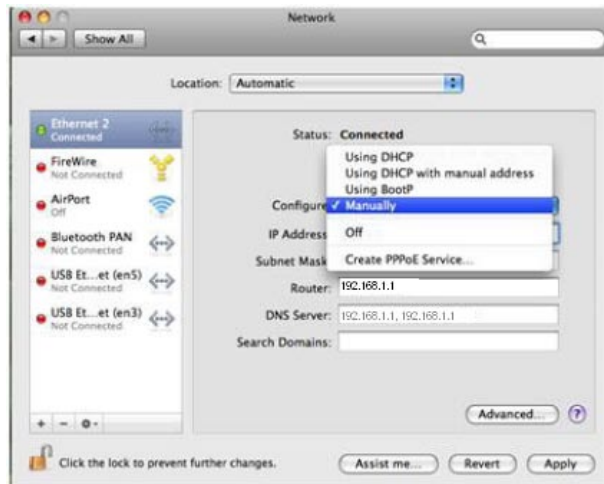 Network
Show All
Location: Automatic
Ethernet 2
Connected
FireWire
Not Connected
AirPort
Off
Bluetooth PAN
Not Connected
USB Et...et (en5)
Not Connected
USB Et...et (en3)
Not Connected
Status: Connected
Using DHCP
Using DHCP with manual address
Using BootP
Configure ✓ Manually
Off
Create PPPoE Service...
IP Address
Subnet Mask
Router: 192.168.1.1
DNS Server: 192.168.1.1, 192.168.1.1
Search Domains:
Advanced... ?
Click the lock to prevent further changes.
Assist me... Revert Apply